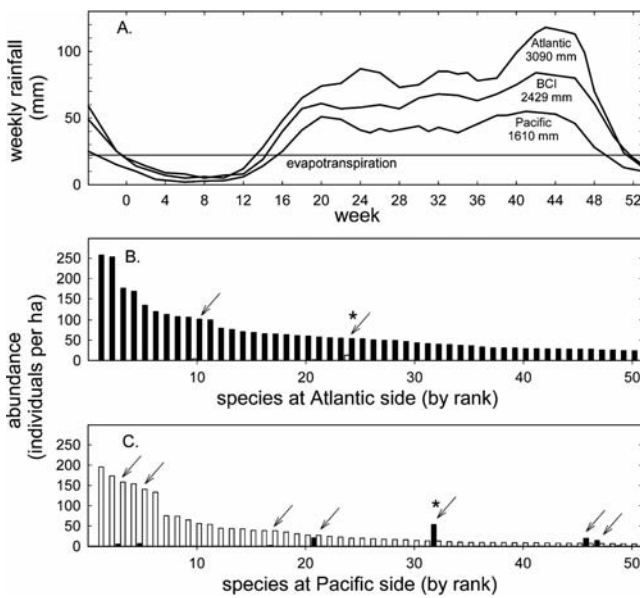 A.
weekly rainfall
(mm)
100
50
0
Atlantic
3090 mm
BCI
2429 mm
Pacific
1610 mm
evapotranspiration
0 4 8 12 16 20 24 28 32 36 40 44 48 52
week
B.
abundance
(individuals per ha)
250
200
150
100
50
0
*
10 20 30 40 50
species at Atlantic side (by rank)
C.
250
200
150
100
50
0
*
10 20 30 40 50
species at Pacific side (by rank)